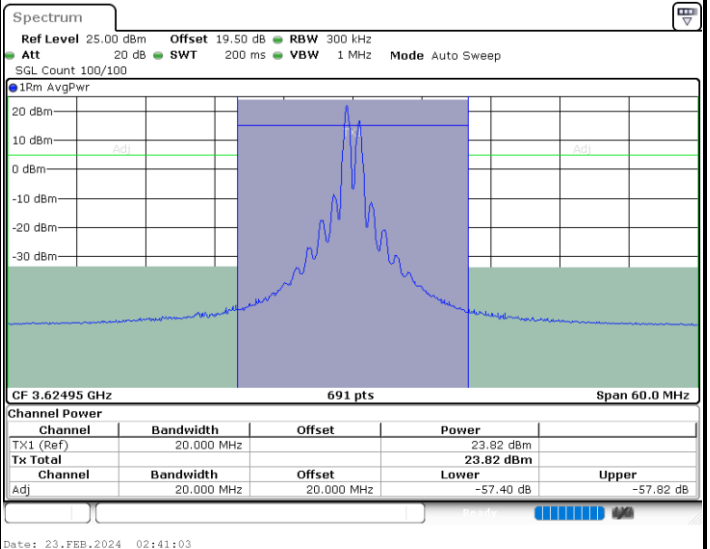 Spectrum
Ref Level 25.00 dBm Offset 19.50 dB RBW 300 kHz
Att 20 dB SWT 200 ms VBW 1 MHz Mode Auto Sweep
SGL Count 100/100
1Rm AvgPwr
20 dBm
10 dBm
Adj Tx Adj
0 dBm
-10 dBm
-20 dBm
-30 dBm
CF 3.62495 GHz 691 pts Span 60.0 MHz
Channel Power
Channel Bandwidth Offset Power
TX1 (Ref) 20.000 MHz 23.82 dBm
Tx Total 23.82 dBm
Channel Bandwidth Offset Lower Upper
Adj 20.000 MHz 20.000 MHz -57.40 dB -57.82 dB
Ready
Date: 23.FEB.2024 02:41:03